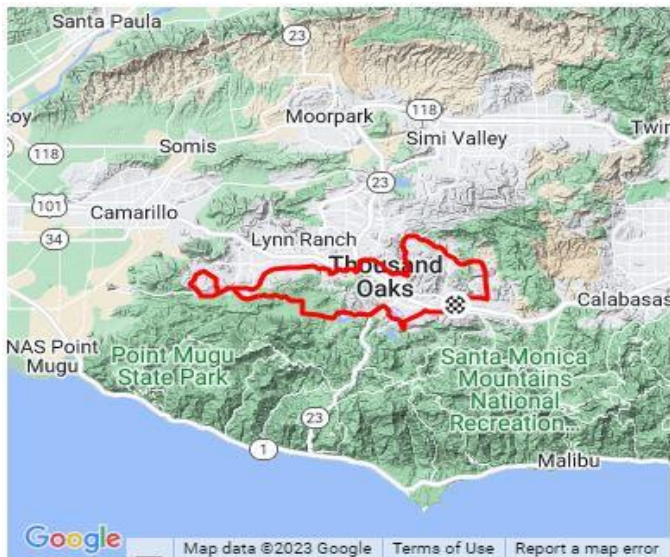 Santa Paula
23
118
Moorpark
Simi Valley
Twin
118
Somis
23
101
Camarillo
34
Lynn Ranch
Thousand
Oaks
Calabasas
NAS Point
Mugu
Point Mugu
State Park
Santa Monica
Mountains
National
Recreation...
23
1
Malibu
Google
Map data ©2023 Google
Terms of Use
Report a map error